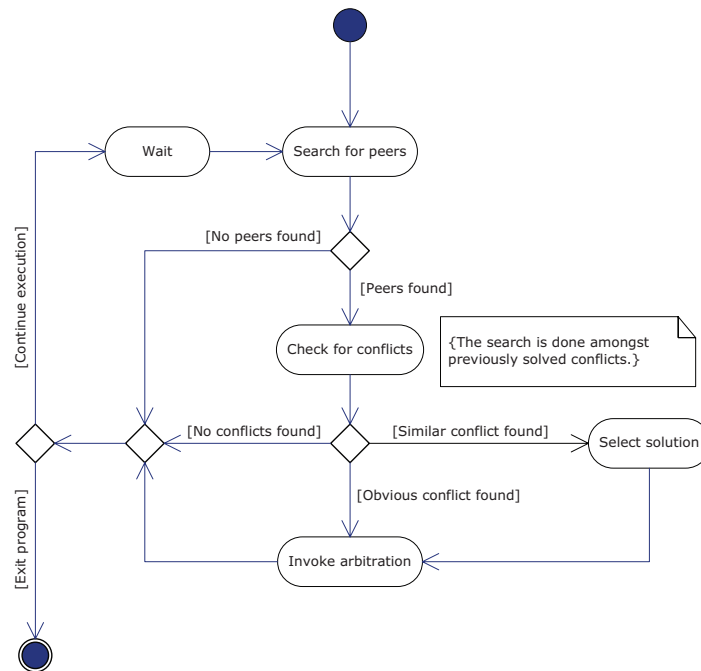 Wait
Search for peers
[No peers found]
[Peers found]
[Continue execution]
Check for conflicts
{The search is done amongst
previously solved conflicts.}
[No conflicts found]
[Similar conflict found]
Select solution
[Obvious conflict found]
[Exit program]
Invoke arbitration